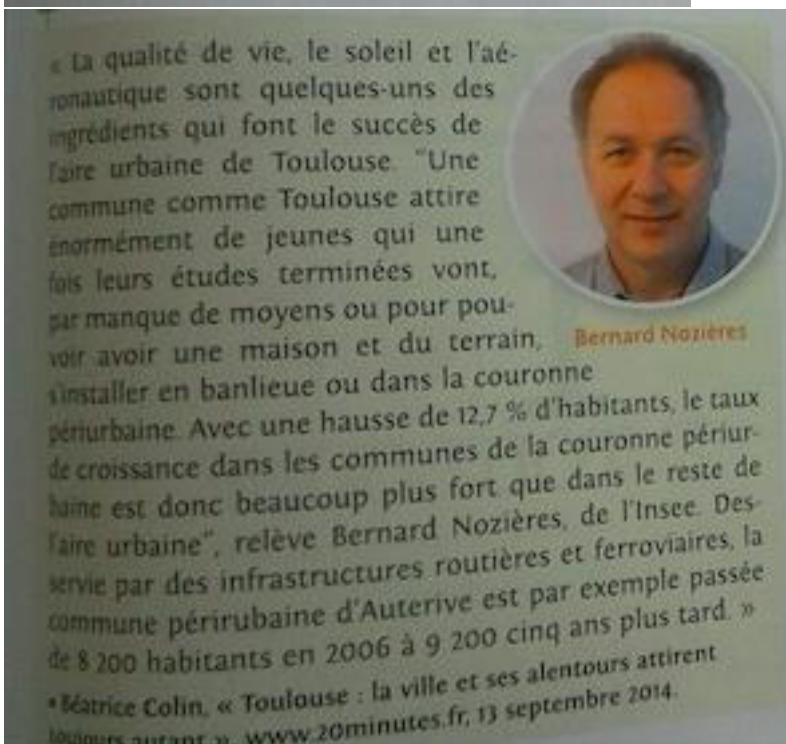 « La qualité de vie, le soleil et l'aé-
ronautique sont quelques-uns des
ingrédients qui font le succès de
l'aire urbaine de Toulouse. "Une
commune comme Toulouse attire
énormément de jeunes qui une
fois leurs études terminées vont,
par manque de moyens ou pour pou-
voir avoir une maison et du terrain,
s'installer en banlieue ou dans la couronne
périurbaine. Avec une hausse de 12,7 % d'habitants, le taux
de croissance dans les communes de la couronne périur-
baine est donc beaucoup plus fort que dans le reste de
l'aire urbaine", relève Bernard Nozières, de l'Insee. Des-
servie par des infrastructures routières et ferroviaires, la
commune périrubaine d'Auterive est par exemple passée
de 8 200 habitants en 2006 à 9 200 cinq ans plus tard. »
• Béatrice Colin, « Toulouse : la ville et ses alentours attirent
toujours autant », www.20minutes.fr, 13 septembre 2014.
Bernard Nozières